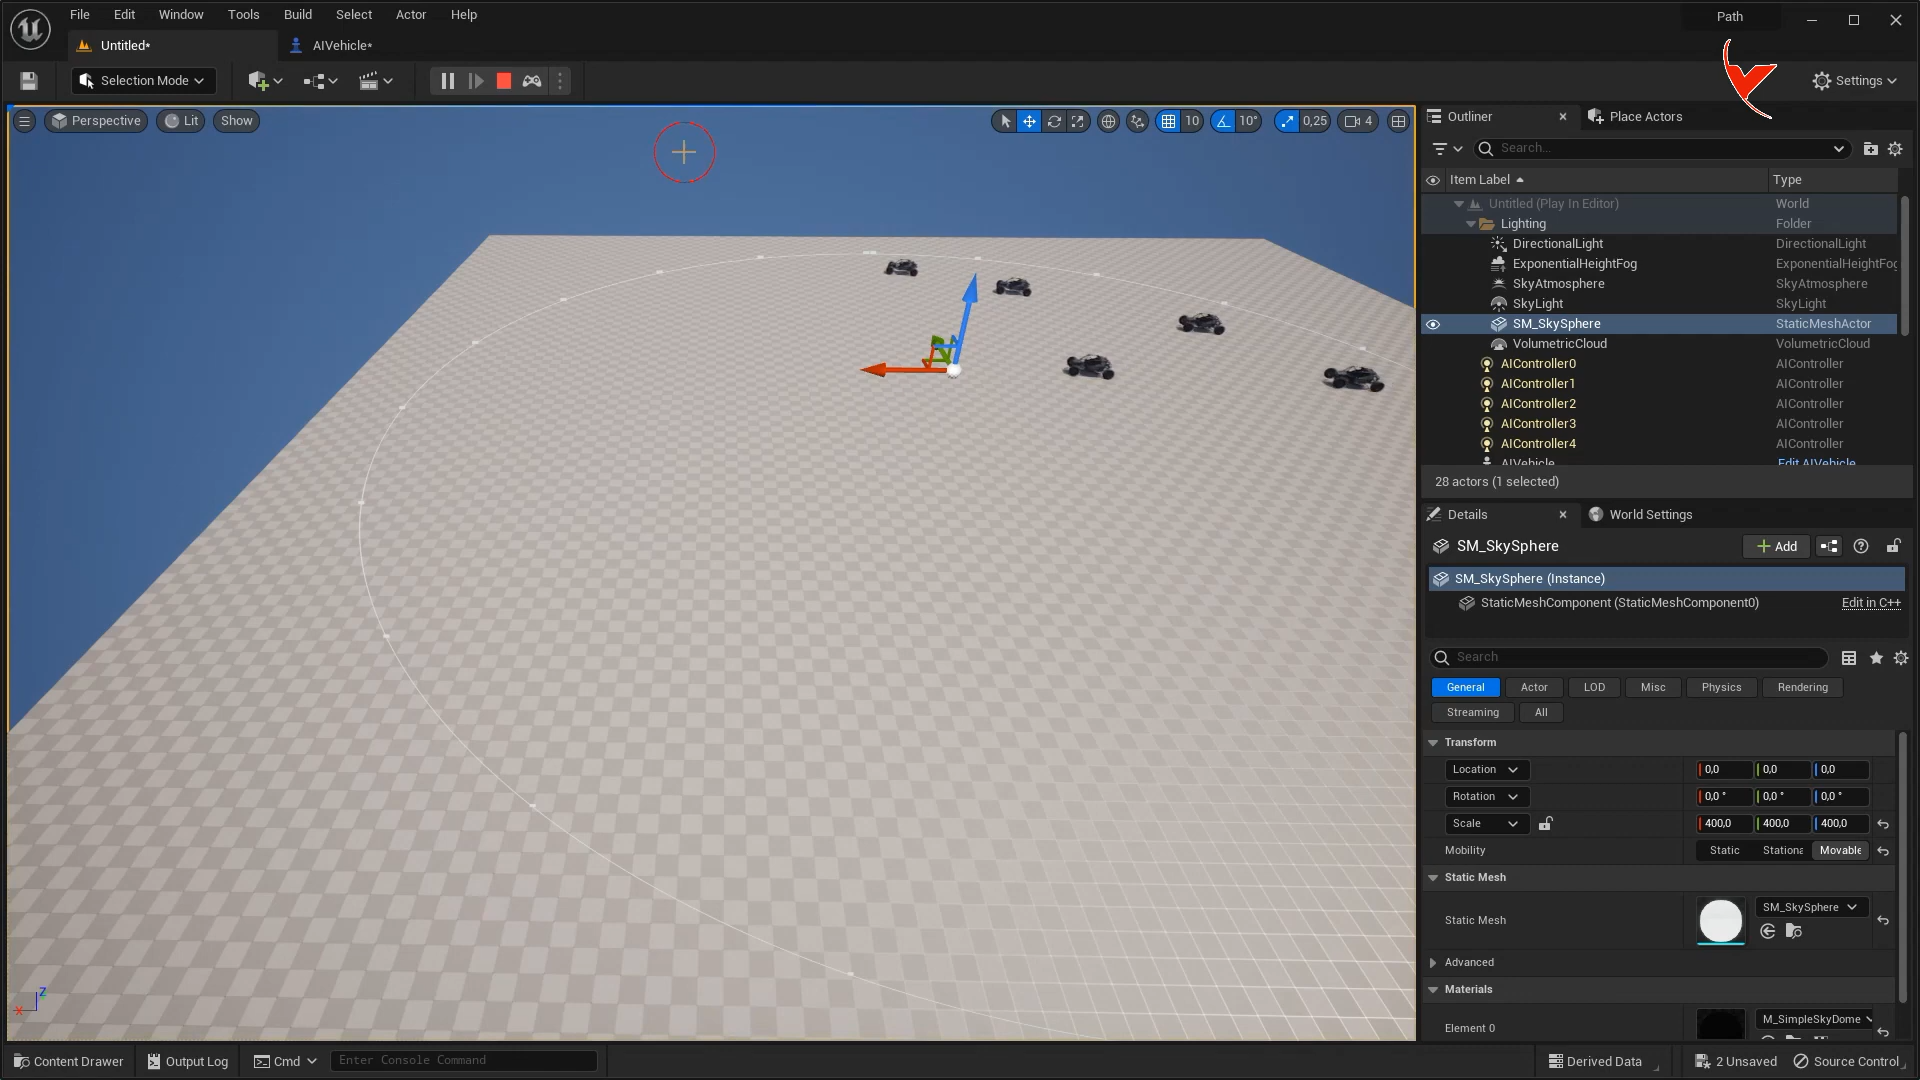 File Edit Window Tools Build Select Actor Help
Path
Untitled*
AIVehicle*
Selection Mode
Settings
Perspective
Lit
Show
10
10°
0,25
4
Outliner
Place Actors
Search...
Item Label
Type
Untitled (Play In Editor) World
Lighting Folder
DirectionalLight DirectionalLight
ExponentialHeightFog ExponentialHeightFog
SkyAtmosphere SkyAtmosphere
SkyLight SkyLight
SM_SkySphere StaticMeshActor
VolumetricCloud VolumetricCloud
AIController0 AIController
AIController1 AIController
AIController2 AIController
AIController3 AIController
AIController4 AIController
AIVehicle Edit AIVehicle
28 actors (1 selected)
Details
World Settings
SM_SkySphere
Add
SM_SkySphere (Instance)
StaticMeshComponent (StaticMeshComponent0) Edit in C++
Search
General Actor LOD Misc Physics Rendering
Streaming All
Transform
Location 0,0 0,0 0,0
Rotation 0,0 ° 0,0 ° 0,0 °
Scale 400,0 400,0 400,0
Mobility Static Stationa Movable
Static Mesh
Static Mesh SM_SkySphere
Advanced
Materials
Element 0 M_SimpleSkyDome
Z
X
Content Drawer
Output Log
Cmd
Enter Console Command
Derived Data
2 Unsaved
Source Control